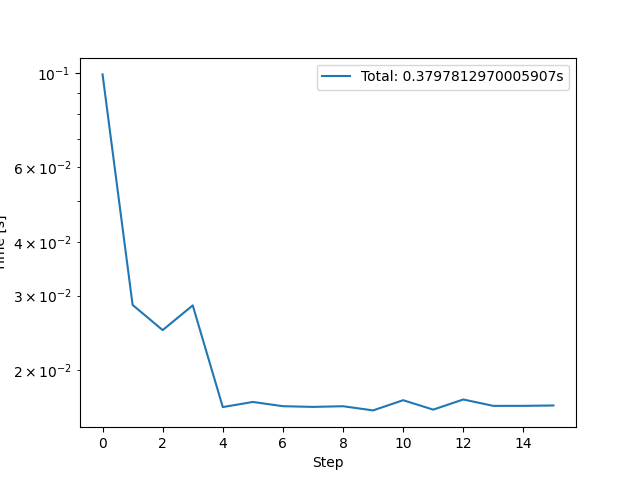 Total: 0.3797812970005907s
10⁻¹
6 × 10⁻²
4 × 10⁻²
3 × 10⁻²
2 × 10⁻²
0 2 4 6 8 10 12 14
Step